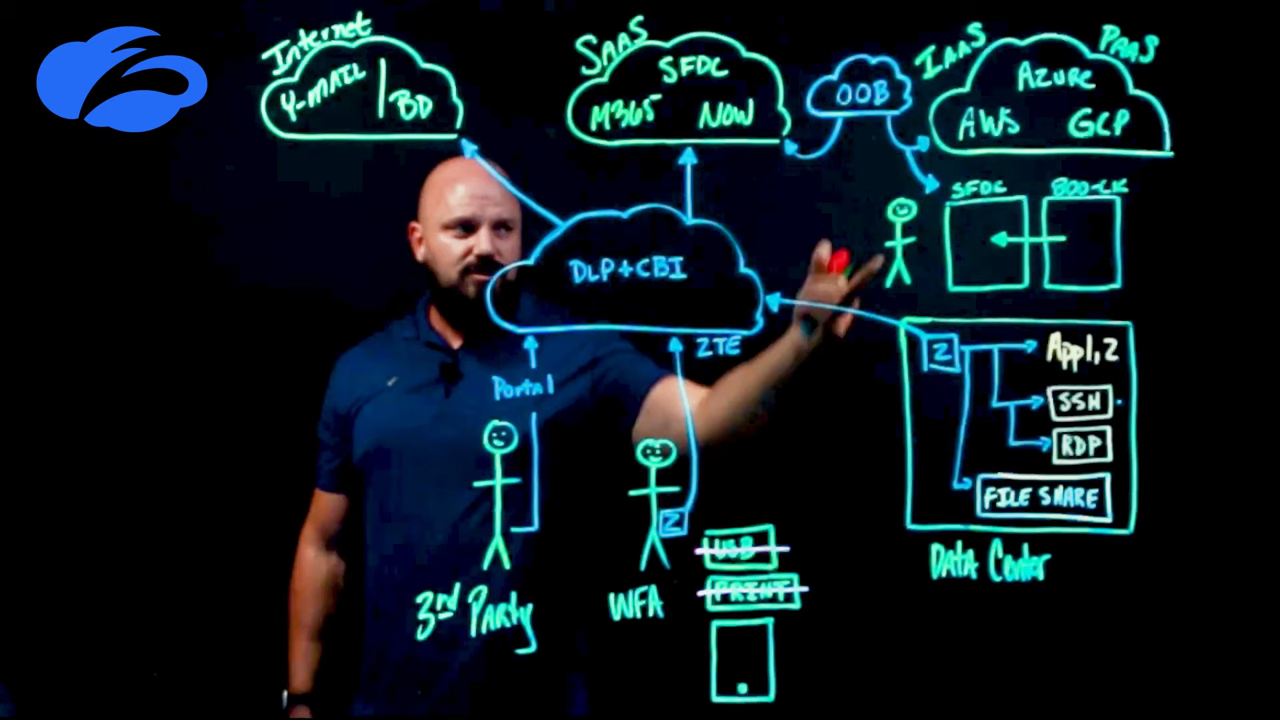 Internet
Y-MAIL / BD
SAAS
SFDC
M365 NOW
OOB
IAAS PAAS
AZURE
AWS GCP
SFDC
DLP+CBI
ZTE
Portal
Z
App1,2
SSH
RDP
FILE SHARE
DATA Center
Z
USB
PRINT
3rd Party
WFA